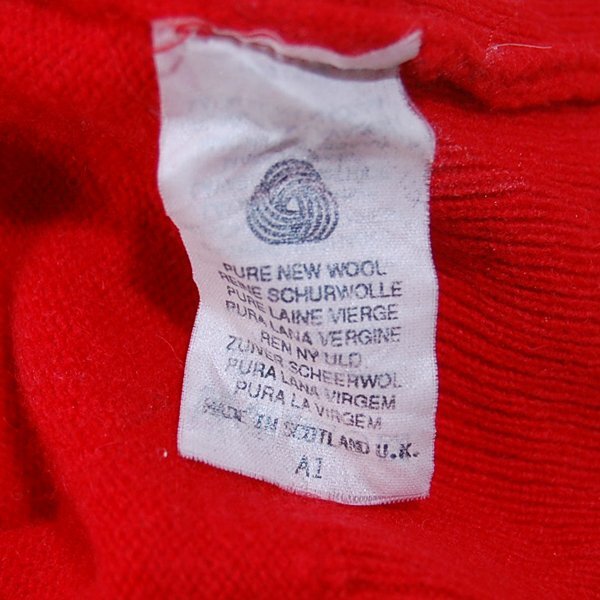 PURE NEW WOOL
REINE SCHURWOLLE
PURE LAINE VIERGE
PURA LANA VERGINE
REN NY ULD
ZUIVER SCHEERWOL
PURA LANA VIRGEM
PURA LA VIRGEM
MADE IN SCOTLAND U.K.
A1